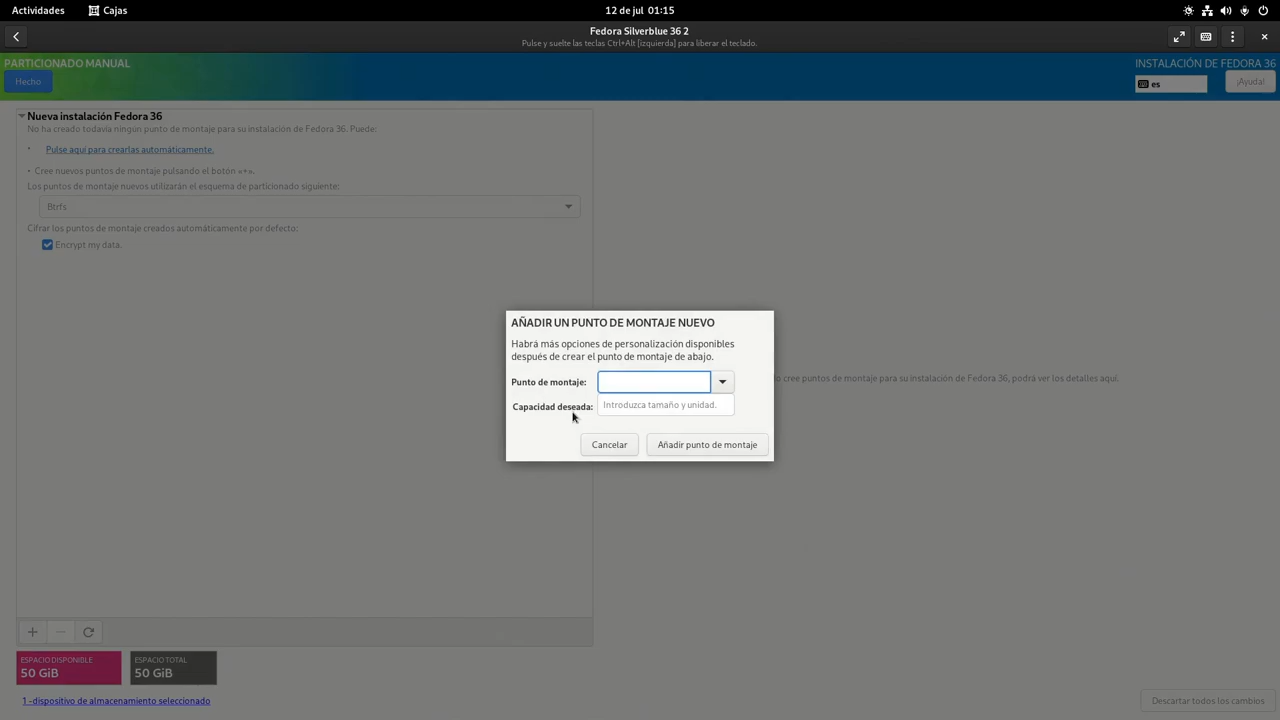 Actividades
Cajas
12 de jul 01:15
Fedora Silverblue 36 2
Pulse y suelte las teclas Ctrl+Alt [izquierda] para liberar el teclado.
PARTICIONADO MANUAL
INSTALACIÓN DE FEDORA 36
Hecho
es
¡Ayuda!
Nueva instalación Fedora 36
No ha creado todavía ningún punto de montaje para su instalación de Fedora 36. Puede:
• Pulse aquí para crearlas automáticamente.
• Cree nuevos puntos de montaje pulsando el botón «+».
Los puntos de montaje nuevos utilizarán el esquema de particionado siguiente:
Btrfs
Cifrar los puntos de montaje creados automáticamente por defecto:
Encrypt my data.
AÑADIR UN PUNTO DE MONTAJE NUEVO
Habrá más opciones de personalización disponibles
después de crear el punto de montaje de abajo.
Punto de montaje:
Capacidad deseada:
Introduzca tamaño y unidad.
Cancelar
Añadir punto de montaje
cree puntos de montaje para su instalación de Fedora 36, podrá ver los detalles aquí.
ESPACIO DISPONIBLE
50 GiB
ESPACIO TOTAL
50 GiB
1 -dispositivo de almacenamiento seleccionado
Descartar todos los cambios